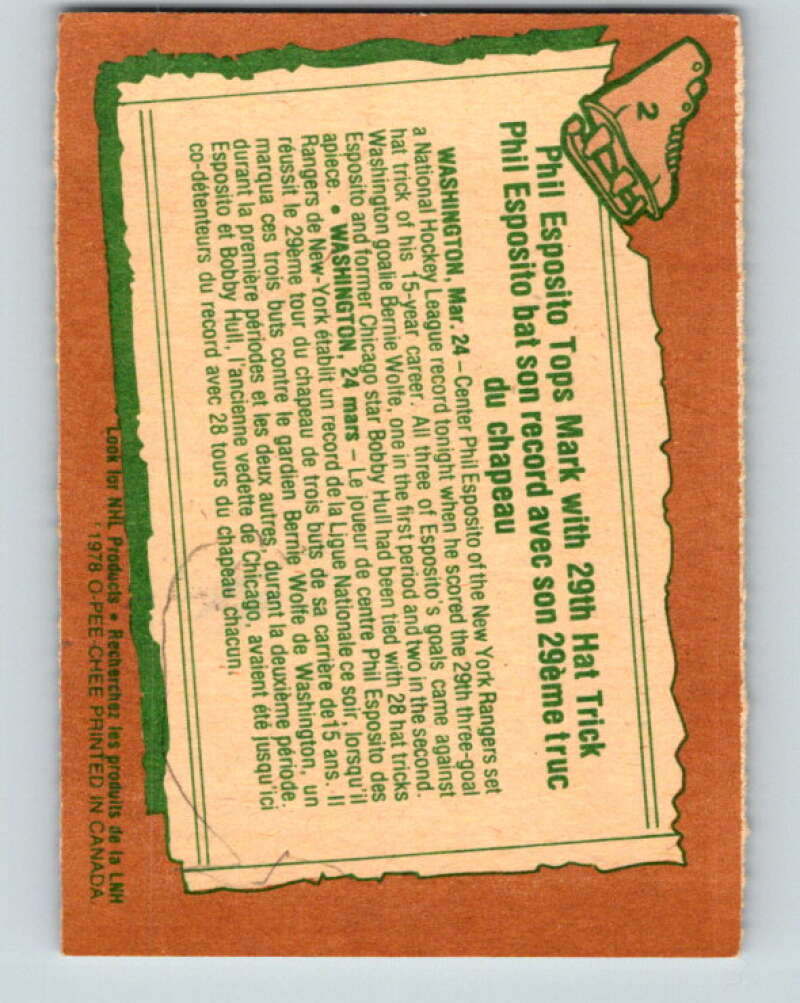 2
Phil Esposito Tops Mark with 29th Hat Trick
Phil Esposito bat son record avec son 29ème truc
du chapeau
WASHINGTON, Mar. 24 – Center Phil Esposito of the New York Rangers set
a National Hockey League record tonight when he scored the 29th three-goal
hat trick of his 15-year career. All three of Esposito's goals came against
Washington goalie Bernie Wolfe, one in the first period and two in the second.
Esposito and former Chicago star Bobby Hull had been tied with 28 hat tricks
apiece. • WASHINGTON, 24 mars – Le joueur de centre Phil Esposito des
Rangers de New-York établit un record de la Ligue Nationale ce soir, lorsqu'il
réussit le 29ème tour du chapeau de trois buts de sa carrière de15 ans. Il
marqua ces trois buts contre le gardien Bernie Wolfe de Washington, un
durant la première périodes et les deux autres, durant la deuxième période.
Esposito et Bobby Hull, l'ancienne vedette de Chicago, avaient été jusqu'ici
co-détenteurs du record avec 28 tours du chapeau chacun.
Look for NHL Products • Recherchez les produits de la LNH
1978 O-PEE-CHEE PRINTED IN CANADA